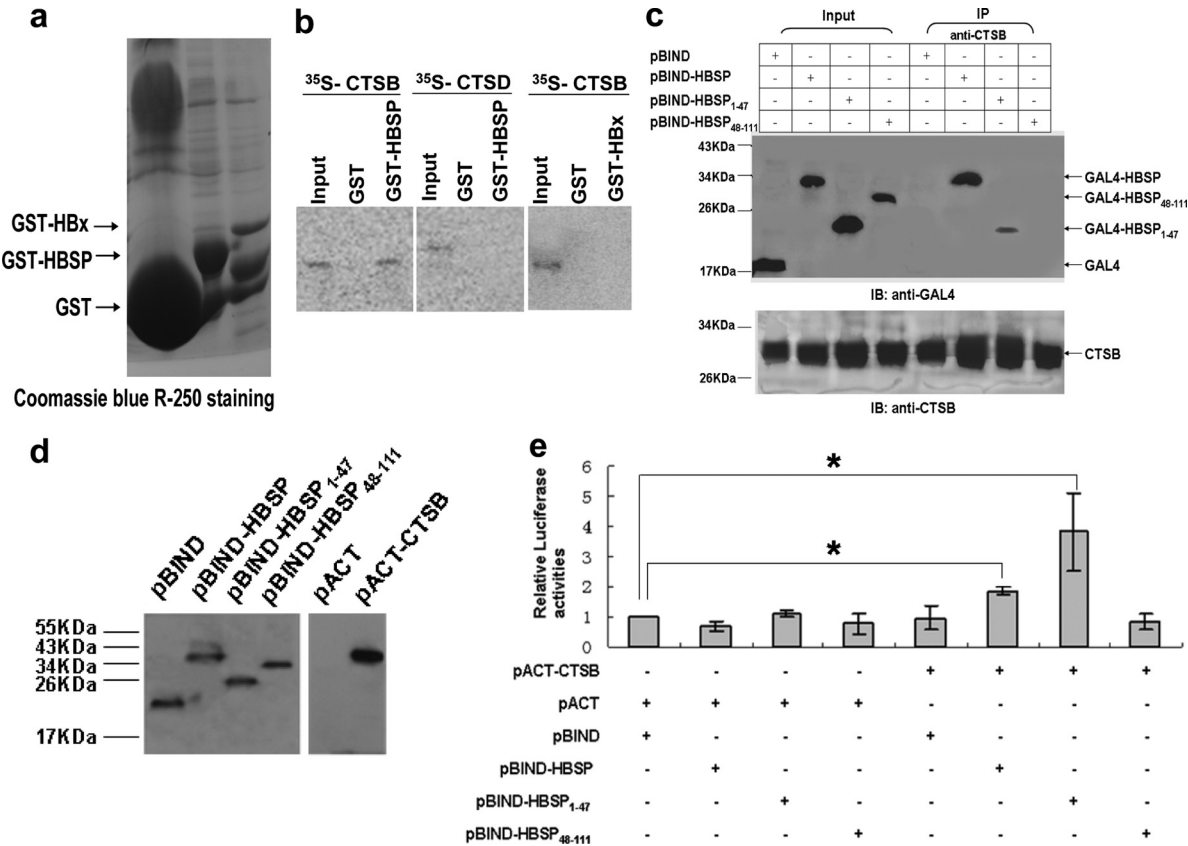 a
GST-HBx
GST-HBSP
GST
Coomassie blue R-250 staining
b
35S- CTSB 35S- CTSD 35S- CTSB
Input GST GST-HBSP Input GST GST-HBSP Input GST GST-HBx
c
Input IP
anti-CTSB
pBIND + - - - + - - -
pBIND-HBSP - + - - - + - -
pBIND-HBSP1-47 - - + - - - + -
pBIND-HBSP48-111 - - - + - - - +
43KDa
34KDa
26KDa
17KDa
GAL4-HBSP
GAL4-HBSP48-111
GAL4-HBSP1-47
GAL4
IB: anti-GAL4
34KDa
26KDa
CTSB
IB: anti-CTSB
d
pBIND pBIND-HBSP pBIND-HBSP1-47 pBIND-HBSP48-111 pACT pACT-CTSB
55KDa
43KDa
34KDa
26KDa
17KDa
e
Relative Luciferase
activities
6
5
4
3
2
1
0
*
*
pACT-CTSB - - - - + + + +
pACT + + + + - - - -
pBIND + - - - + - - -
pBIND-HBSP - + - - - + - -
pBIND-HBSP1-47 - - + - - - + -
pBIND-HBSP48-111 - - - + - - - +